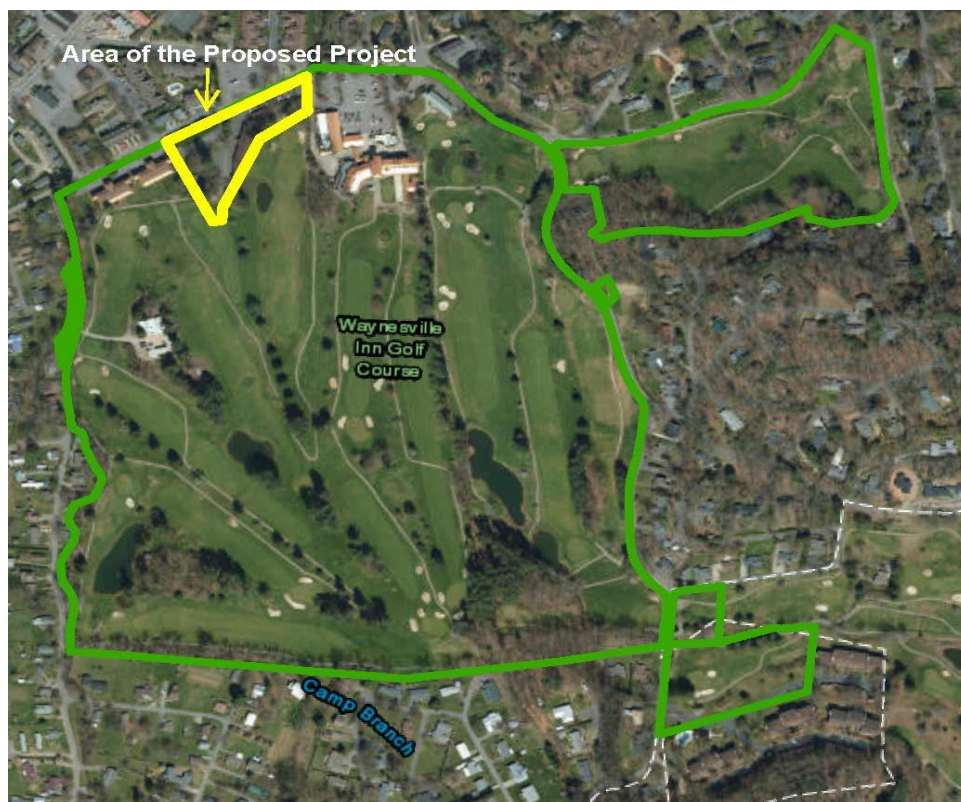 Area of the Proposed Project
Waynesville
Inn Golf
Course
Camp Branch